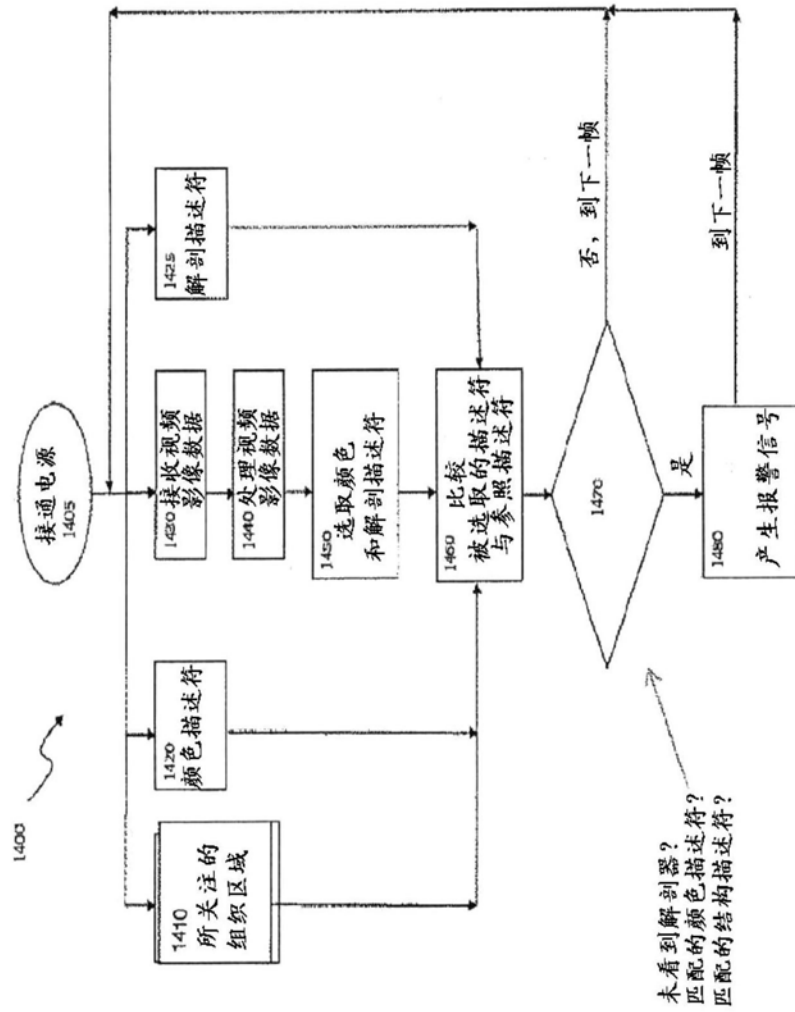 1400
接通电源
1405
1410
所关注的
组织区域
1420
颜色描述符
1430 接收视频
影像数据
1440 处理视频
影像数据
1425
解剖描述符
1450
选取颜色
和解剖描述符
1460 比较
被选取的描述符
与参照描述符
1470
否，到下一帧
是
1480
产生报警信号
到下一帧
未看到解剖器?
匹配的颜色描述符?
匹配的结构描述符?